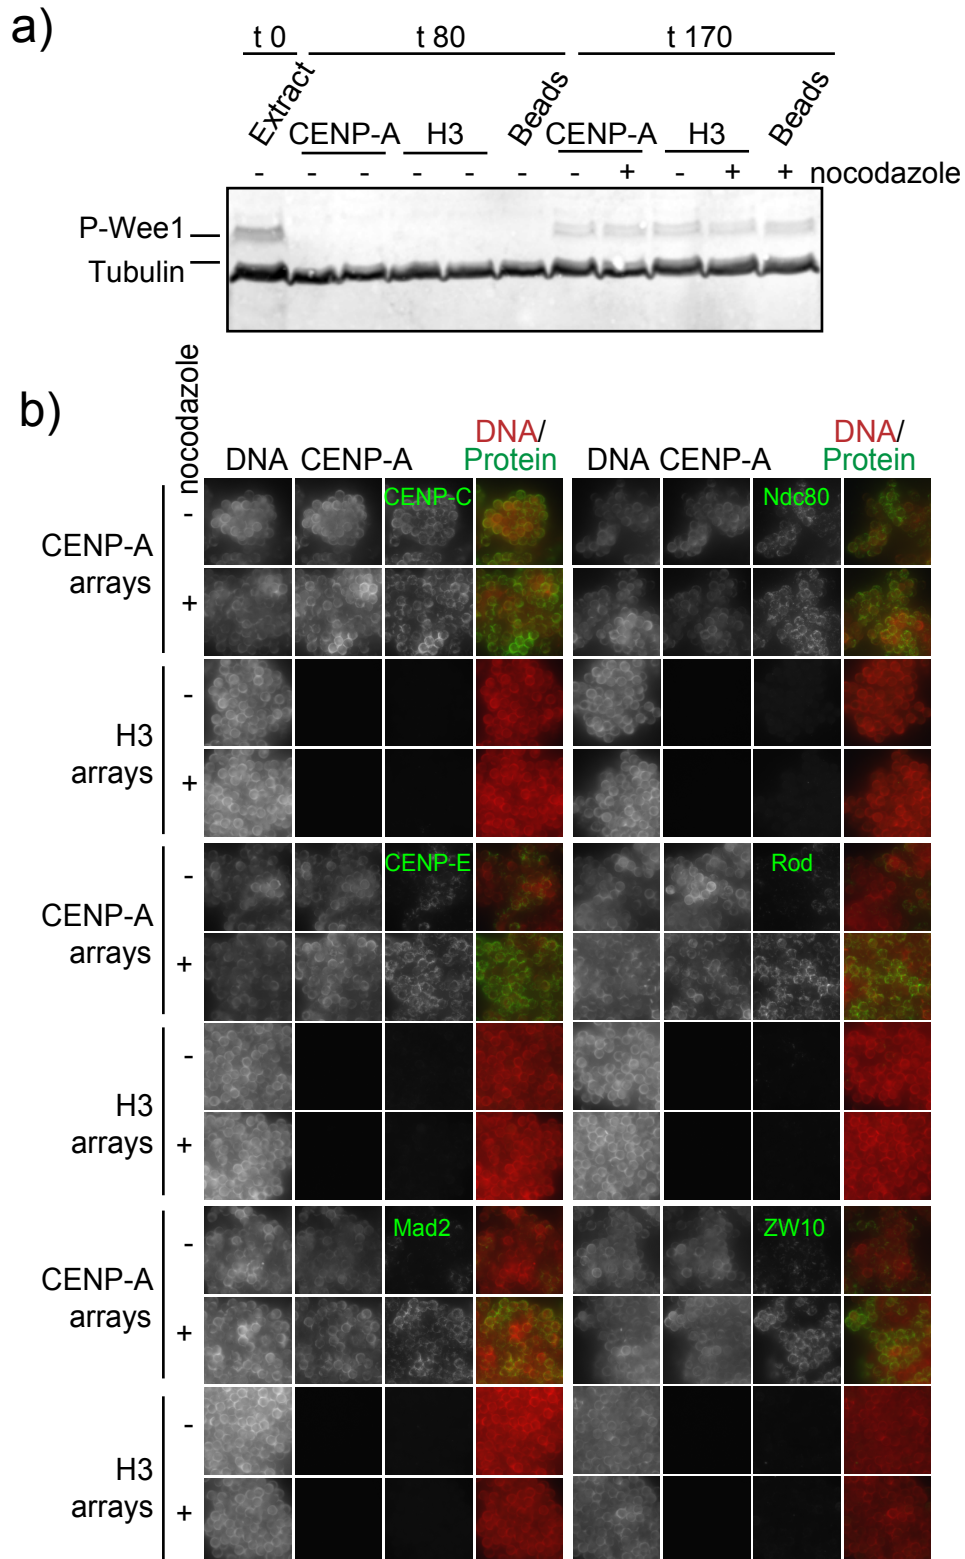 a)
t 0 t 80 t 170
Extract CENP-A H3 Beads CENP-A H3 Beads
- - - - - - - + - + + nocodazole
P-Wee1
Tubulin
b)
nocodazole
DNA CENP-A DNA/ Protein DNA CENP-A DNA/ Protein
CENP-A arrays
-
CENP-C
Ndc80
+
H3 arrays
-
+
CENP-A arrays
-
CENP-E
Rod
+
H3 arrays
-
+
CENP-A arrays
-
Mad2
ZW10
+
H3 arrays
-
+